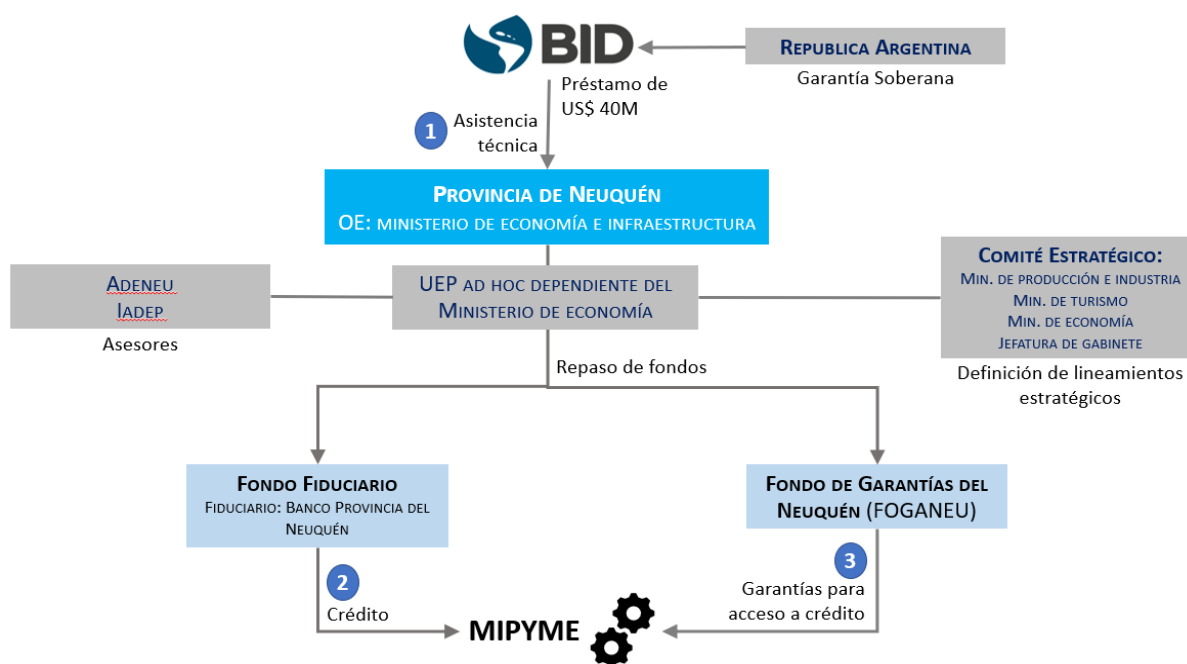 BID
REPUBLICA ARGENTINA
Garantía Soberana
Préstamo de
US$ 40M
1
Asistencia
técnica
PROVINCIA DE NEUQUÉN
OE: MINISTERIO DE ECONOMÍA E INFRAESTRUCTURA
ADENEU
IADEP
Asesores
UEP AD HOC DEPENDIENTE DEL
MINISTERIO DE ECONOMÍA
COMITÉ ESTRATÉGICO:
MIN. DE PRODUCCIÓN E INDUSTRIA
MIN. DE TURISMO
MIN. DE ECONOMÍA
JEFATURA DE GABINETE
Definición de lineamientos
estratégicos
Repaso de fondos
FONDO FIDUCIARIO
FIDUCIARIO: BANCO PROVINCIA DEL
NEUQUÉN
FONDO DE GARANTÍAS DEL
NEUQUÉN (FOGANEU)
2
Crédito
3
Garantías para
acceso a crédito
MIPYME